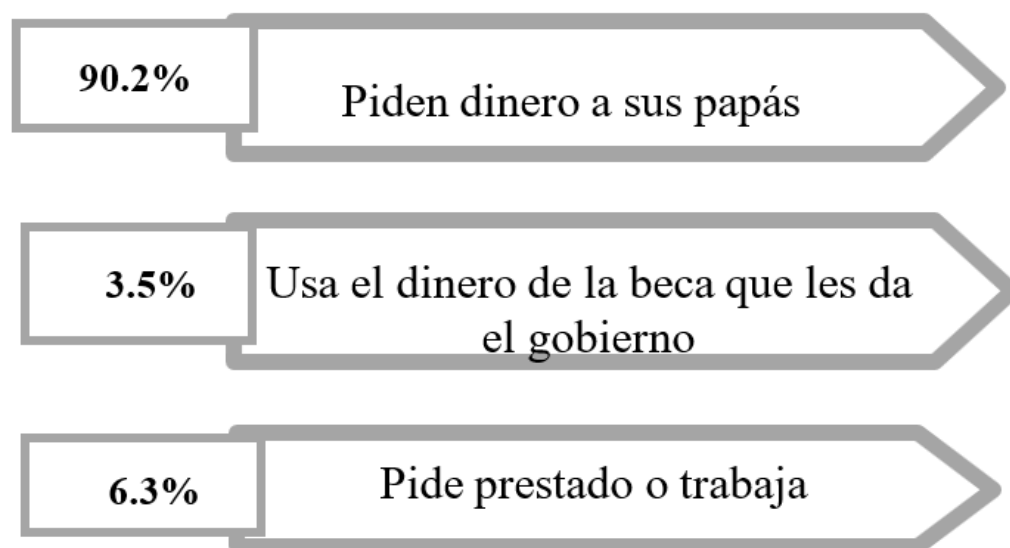 90.2%
Piden dinero a sus papás
3.5%
Usa el dinero de la beca que les da
el gobierno
6.3%
Pide prestado o trabaja